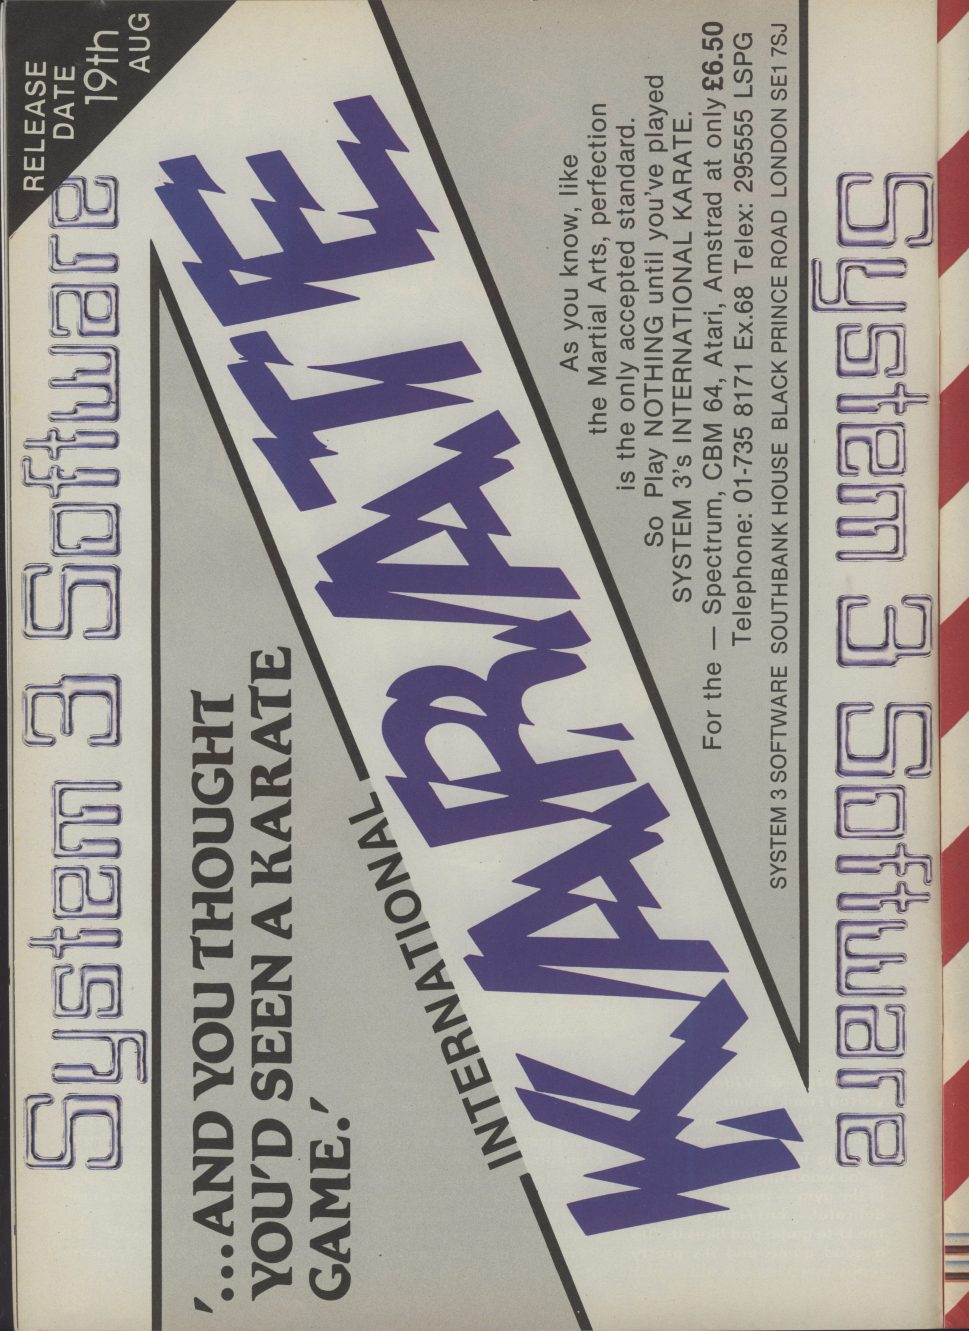 System 3 Software
RELEASE
DATE
19th
AUG
'...AND YOU THOUGHT
YOU'D SEEN A KARATE
GAME.'
INTERNATIONAL
KARATE
As you know, like
the Martial Arts, perfection
is the only accepted standard.
So Play NOTHING until you've played
SYSTEM 3's INTERNATIONAL KARATE.
For the — Spectrum, CBM 64, Atari, Amstrad at only £6.50
Telephone: 01-735 8171 Ex.68 Telex: 295555 LSPG
SYSTEM 3 SOFTWARE SOUTHBANK HOUSE BLACK PRINCE ROAD LONDON SE1 7SJ
System 3 Software